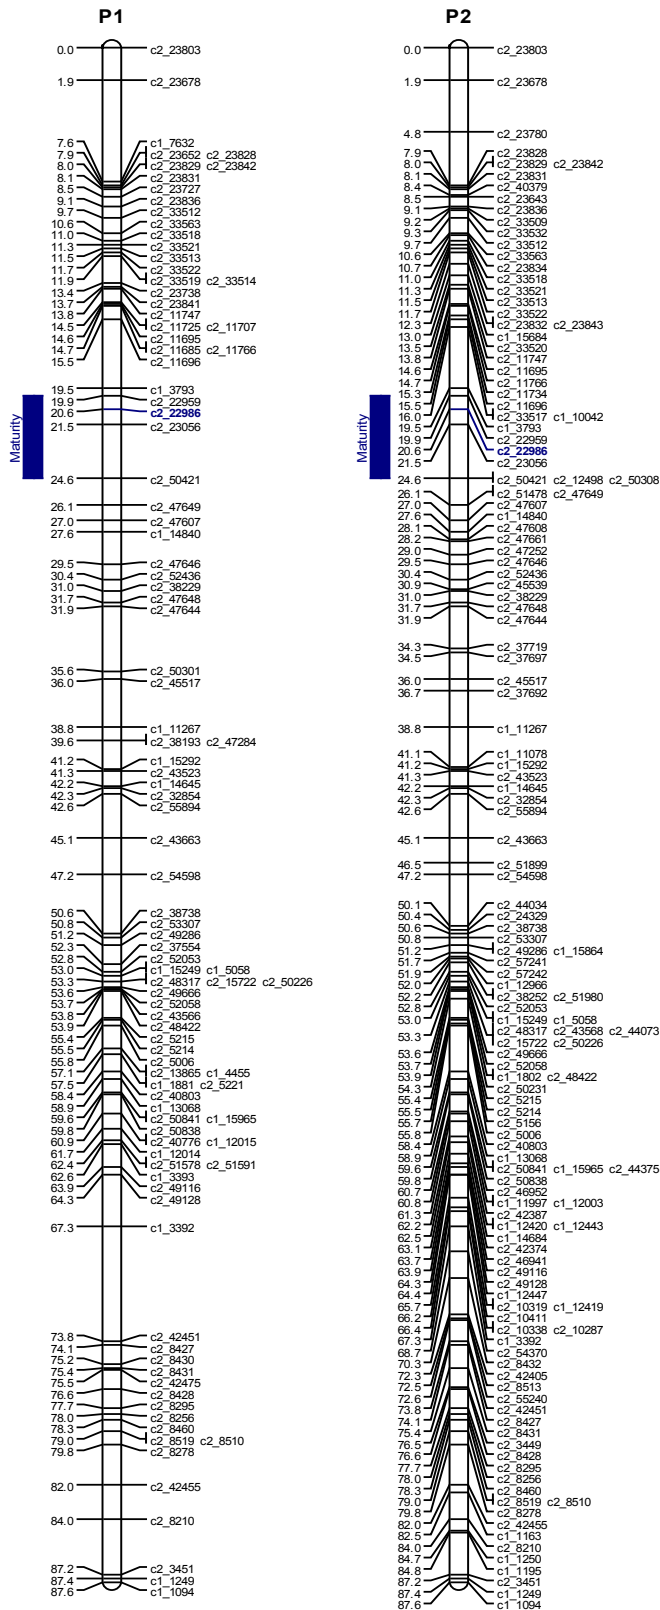 P1
0.0 c2_23803
1.9 c2_23678
7.6 c1_7632
7.9 c2_23652 c2_23828
8.0 c2_23829 c2_23842
8.1 c2_23831
8.5 c2_23727
9.1 c2_23836
9.7 c2_33512
10.6 c2_33563
11.0 c2_33518
11.3 c2_33521
11.5 c2_33513
11.7 c2_33522
11.9 c2_33519 c2_33514
13.4 c2_23738
13.7 c2_23841
13.8 c2_11747
14.5 c2_11725 c2_11707
14.6 c2_11695
14.7 c2_11685 c2_11766
15.5 c2_11696
19.5 c1_3793
19.9 c2_22959
20.6 c2_22986
21.5 c2_23056
Maturity
24.6 c2_50421
26.1 c2_47649
27.0 c2_47607
27.6 c1_14840
29.5 c2_47646
30.4 c2_52436
31.0 c2_38229
31.7 c2_47648
31.9 c2_47644
35.6 c2_50301
36.0 c2_45517
38.8 c1_11267
39.6 c2_38193 c2_47284
41.2 c1_15292
41.3 c2_43523
42.2 c1_14645
42.3 c2_32854
42.6 c2_55894
45.1 c2_43663
47.2 c2_54598
50.6 c2_38738
50.8 c2_53307
51.2 c2_49286
52.3 c2_37554
52.8 c2_52053
53.0 c1_15249 c1_5058
53.3 c2_48317 c2_15722 c2_50226
53.6 c2_49666
53.7 c2_52058
53.8 c2_43566
53.9 c2_48422
55.4 c2_5215
55.5 c2_5214
55.8 c2_5006
57.1 c2_13865 c1_4455
57.5 c1_1881 c2_5221
58.4 c2_40803
58.9 c1_13068
59.6 c2_50841 c1_15965
59.8 c2_50838
60.9 c2_40776 c1_12015
61.7 c1_12014
62.4 c2_51578 c2_51591
62.6 c1_3393
63.9 c2_49116
64.3 c2_49128
67.3 c1_3392
73.8 c2_42451
74.1 c2_8427
75.2 c2_8430
75.4 c2_8431
75.5 c2_42475
76.6 c2_8428
77.7 c2_8295
78.0 c2_8256
78.3 c2_8460
79.0 c2_8519 c2_8510
79.8 c2_8278
82.0 c2_42455
84.0 c2_8210
87.2 c2_3451
87.4 c1_1249
87.6 c1_1094
P2
0.0 c2_23803
1.9 c2_23678
4.8 c2_23780
7.9 c2_23828
8.0 c2_23829 c2_23842
8.1 c2_23831
8.4 c2_40379
8.5 c2_23643
9.1 c2_23836
9.2 c2_33509
9.3 c2_33532
9.7 c2_33512
10.6 c2_33563
10.7 c2_23834
11.0 c2_33518
11.3 c2_33521
11.5 c2_33513
11.7 c2_33522
12.3 c2_23832 c2_23843
13.0 c1_15684
13.5 c2_33520
13.8 c2_11747
14.6 c2_11695
14.7 c2_11766
15.3 c2_11734
15.5 c2_11696
16.0 c2_33517 c1_10042
19.5 c1_3793
19.9 c2_22959
20.6 c2_22986
21.5 c2_23056
Maturity
24.6 c2_50421 c2_12498 c2_50308
26.1 c2_51478 c2_47649
27.0 c2_47607
27.6 c1_14840
28.1 c2_47608
28.2 c2_47661
29.0 c2_47252
29.5 c2_47646
30.4 c2_52436
30.9 c2_45539
31.0 c2_38229
31.7 c2_47648
31.9 c2_47644
34.3 c2_37719
34.5 c2_37697
36.0 c2_45517
36.7 c2_37692
38.8 c1_11267
41.1 c1_11078
41.2 c1_15292
41.3 c2_43523
42.2 c1_14645
42.3 c2_32854
42.6 c2_55894
45.1 c2_43663
46.5 c2_51899
47.2 c2_54598
50.1 c2_44034
50.4 c2_24329
50.6 c2_38738
50.8 c2_53307
51.2 c2_49286 c1_15864
51.7 c2_57241
51.9 c2_57242
52.0 c1_12966
52.2 c2_38252 c2_51980
52.8 c2_52053
53.0 c1_15249 c1_5058
53.3 c2_48317 c2_43568 c2_44073
c2_15722 c2_50226
53.6 c2_49666
53.7 c2_52058
53.9 c1_1802 c2_48422
54.3 c2_50231
55.4 c2_5215
55.5 c2_5214
55.7 c2_5156
55.8 c2_5006
58.4 c2_40803
58.9 c1_13068
59.6 c2_50841 c1_15965 c2_44375
59.8 c2_50838
60.7 c2_46952
60.8 c1_11997 c1_12003
61.3 c2_42387
62.2 c1_12420 c1_12443
62.5 c1_14684
63.1 c2_42374
63.7 c2_46941
63.9 c2_49116
64.3 c2_49128
64.4 c1_12447
65.7 c2_10319 c1_12419
66.2 c2_10411
66.4 c2_10338 c2_10287
67.3 c1_3392
68.7 c2_54370
70.3 c2_8432
72.3 c2_42405
72.5 c2_8513
72.6 c2_55240
73.8 c2_42451
74.1 c2_8427
75.4 c2_8431
76.5 c2_3449
76.6 c2_8428
77.7 c2_8295
78.0 c2_8256
78.3 c2_8460
79.0 c2_8519 c2_8510
79.8 c2_8278
82.0 c2_42455
82.5 c1_1163
84.0 c2_8210
84.7 c1_1250
84.8 c1_1195
87.2 c2_3451
87.4 c1_1249
87.6 c1_1094